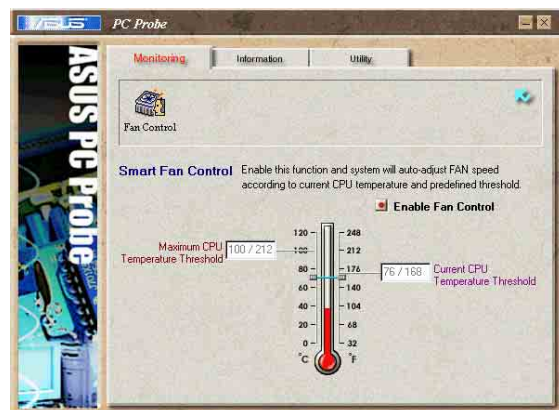 ASUS
PC Probe
Monitoring
Information
Utility
ASUS PC Probe
Fan Control
Smart Fan Control
Enable this function and system will auto-adjust FAN speed
according to current CPU temperature and predefined threshold.
Enable Fan Control
Maximum CPU
Temperature Threshold
100 / 212
120
248
100
212
80
176
76 / 168
Current CPU
Temperature Threshold
60
140
40
104
20
68
0
32
°C
°F